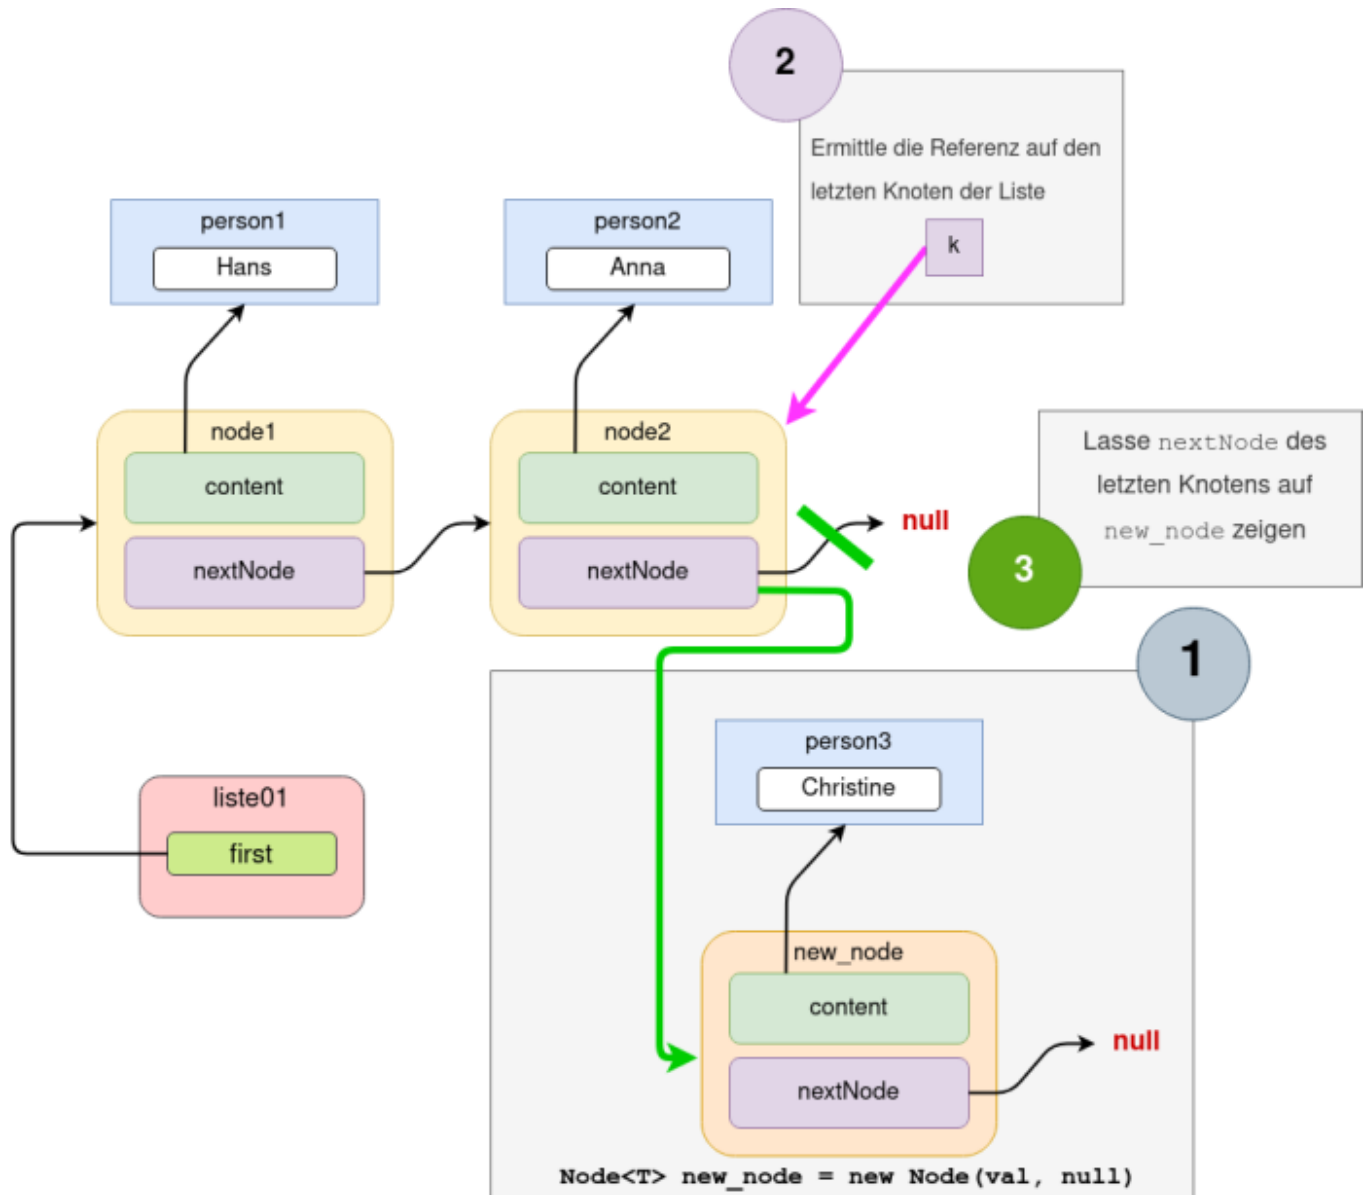 2
Ermittle die Referenz auf den
letzten Knoten der Liste
k
person1
Hans
person2
Anna
node1
content
nextNode
node2
content
nextNode
null
Lasse nextNode des
letzten Knotens auf
new_node zeigen
3
1
liste01
first
person3
Christine
new_node
content
nextNode
null
Node<T> new_node = new Node(val, null)